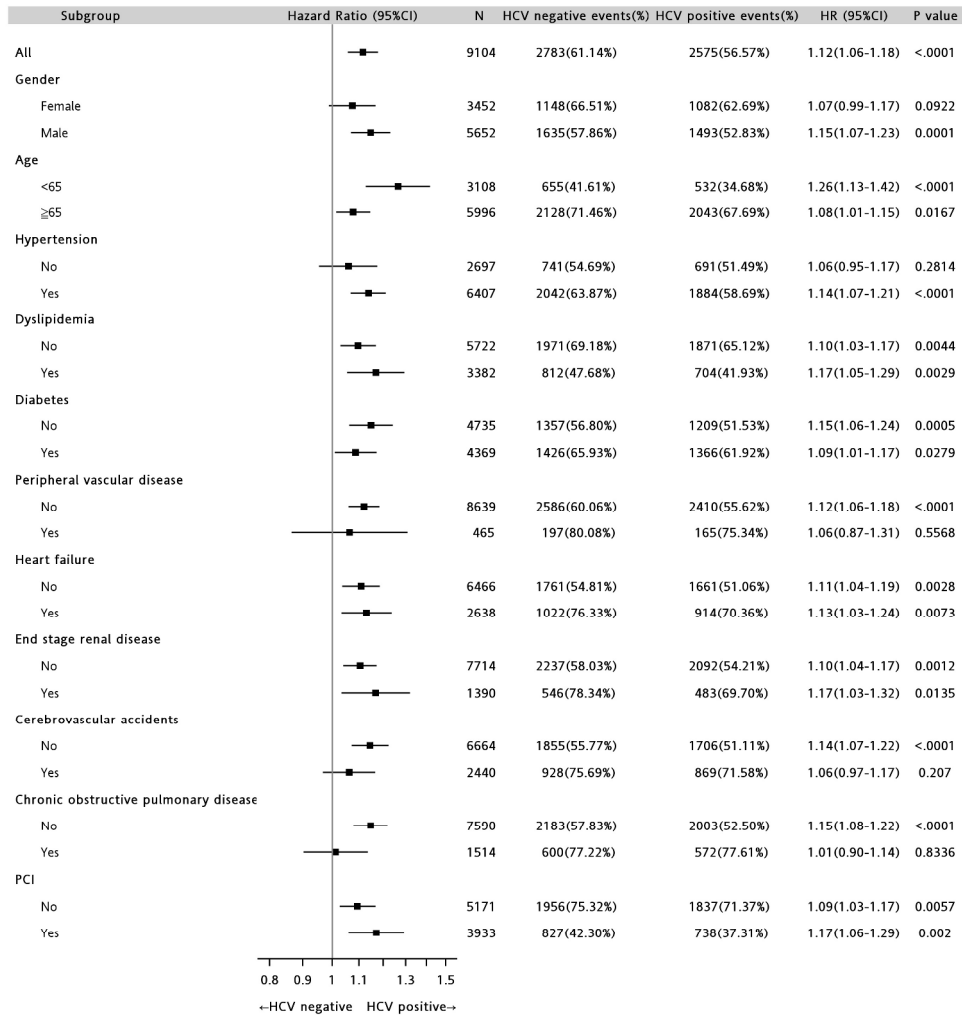 Subgroup Hazard Ratio (95%CI) N HCV negative events(%) HCV positive events(%) HR (95%CI) P value
All 9104 2783(61.14%) 2575(56.57%) 1.12(1.06-1.18) <.0001
Gender
Female 3452 1148(66.51%) 1082(62.69%) 1.07(0.99-1.17) 0.0922
Male 5652 1635(57.86%) 1493(52.83%) 1.15(1.07-1.23) 0.0001
Age
<65 3108 655(41.61%) 532(34.68%) 1.26(1.13-1.42) <.0001
≧65 5996 2128(71.46%) 2043(67.69%) 1.08(1.01-1.15) 0.0167
Hypertension
No 2697 741(54.69%) 691(51.49%) 1.06(0.95-1.17) 0.2814
Yes 6407 2042(63.87%) 1884(58.69%) 1.14(1.07-1.21) <.0001
Dyslipidemia
No 5722 1971(69.18%) 1871(65.12%) 1.10(1.03-1.17) 0.0044
Yes 3382 812(47.68%) 704(41.93%) 1.17(1.05-1.29) 0.0029
Diabetes
No 4735 1357(56.80%) 1209(51.53%) 1.15(1.06-1.24) 0.0005
Yes 4369 1426(65.93%) 1366(61.92%) 1.09(1.01-1.17) 0.0279
Peripheral vascular disease
No 8639 2586(60.06%) 2410(55.62%) 1.12(1.06-1.18) <.0001
Yes 465 197(80.08%) 165(75.34%) 1.06(0.87-1.31) 0.5568
Heart failure
No 6466 1761(54.81%) 1661(51.06%) 1.11(1.04-1.19) 0.0028
Yes 2638 1022(76.33%) 914(70.36%) 1.13(1.03-1.24) 0.0073
End stage renal disease
No 7714 2237(58.03%) 2092(54.21%) 1.10(1.04-1.17) 0.0012
Yes 1390 546(78.34%) 483(69.70%) 1.17(1.03-1.32) 0.0135
Cerebrovascular accidents
No 6664 1855(55.77%) 1706(51.11%) 1.14(1.07-1.22) <.0001
Yes 2440 928(75.69%) 869(71.58%) 1.06(0.97-1.17) 0.207
Chronic obstructive pulmonary disease
No 7590 2183(57.83%) 2003(52.50%) 1.15(1.08-1.22) <.0001
Yes 1514 600(77.22%) 572(77.61%) 1.01(0.90-1.14) 0.8336
PCI
No 5171 1956(75.32%) 1837(71.37%) 1.09(1.03-1.17) 0.0057
Yes 3933 827(42.30%) 738(37.31%) 1.17(1.06-1.29) 0.002
0.8 0.9 1 1.1 1.3 1.5
←HCV negative HCV positive→